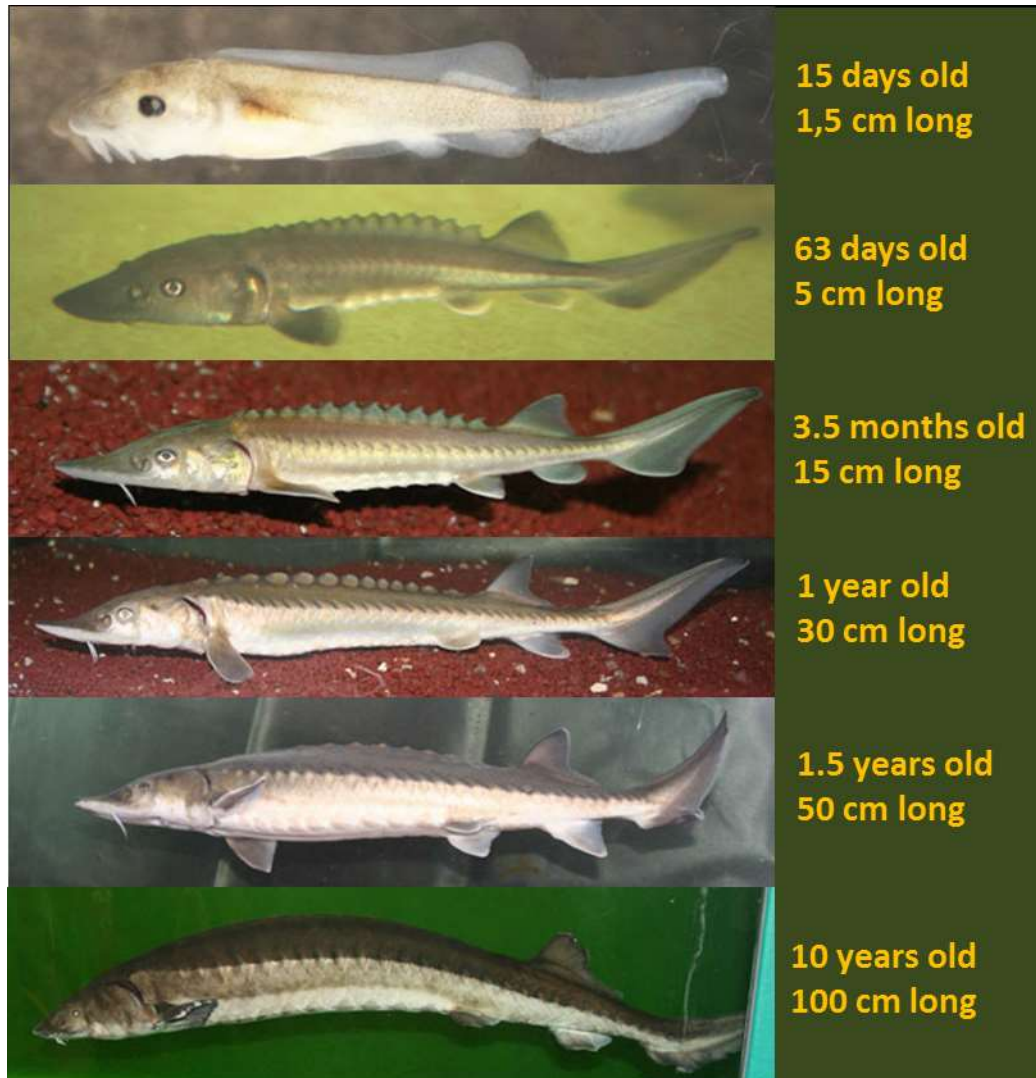 15 days old
1,5 cm long
63 days old
5 cm long
3.5 months old
15 cm long
1 year old
30 cm long
1.5 years old
50 cm long
10 years old
100 cm long